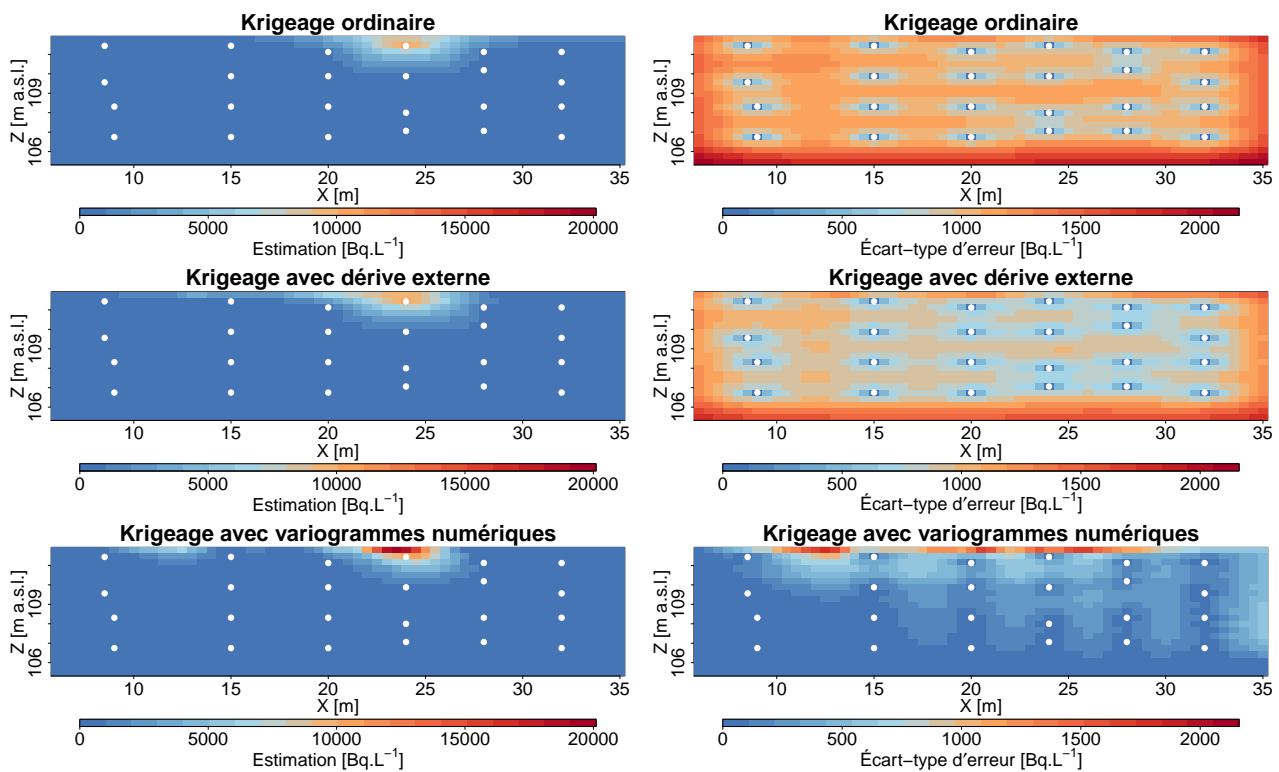 Krigeage ordinaire
Z [m a.s.l.]
109
106
10 15 20 25 30 35
X [m]
0 5000 10000 15000 20000
Estimation [Bq.L⁻¹]
Krigeage ordinaire
Z [m a.s.l.]
109
106
10 15 20 25 30 35
X [m]
0 500 1000 1500 2000
Écart−type d′erreur [Bq.L⁻¹]
Krigeage avec dérive externe
Z [m a.s.l.]
109
106
10 15 20 25 30 35
X [m]
0 5000 10000 15000 20000
Estimation [Bq.L⁻¹]
Krigeage avec dérive externe
Z [m a.s.l.]
109
106
10 15 20 25 30 35
X [m]
0 500 1000 1500 2000
Écart−type d′erreur [Bq.L⁻¹]
Krigeage avec variogrammes numériques
Z [m a.s.l.]
109
106
10 15 20 25 30 35
X [m]
0 5000 10000 15000 20000
Estimation [Bq.L⁻¹]
Krigeage avec variogrammes numériques
Z [m a.s.l.]
109
106
10 15 20 25 30 35
X [m]
0 500 1000 1500 2000
Écart−type d′erreur [Bq.L⁻¹]